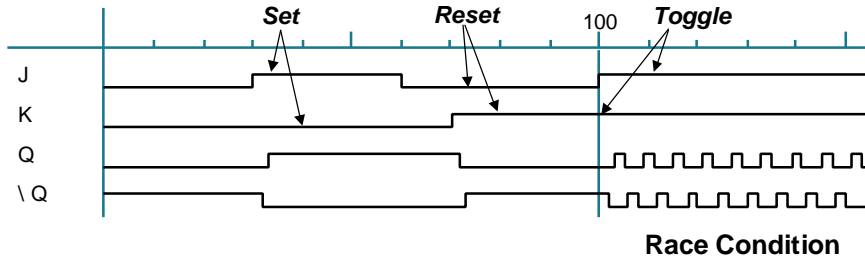 Set Reset 100 Toggle
J
K
Q
\ Q
Race Condition